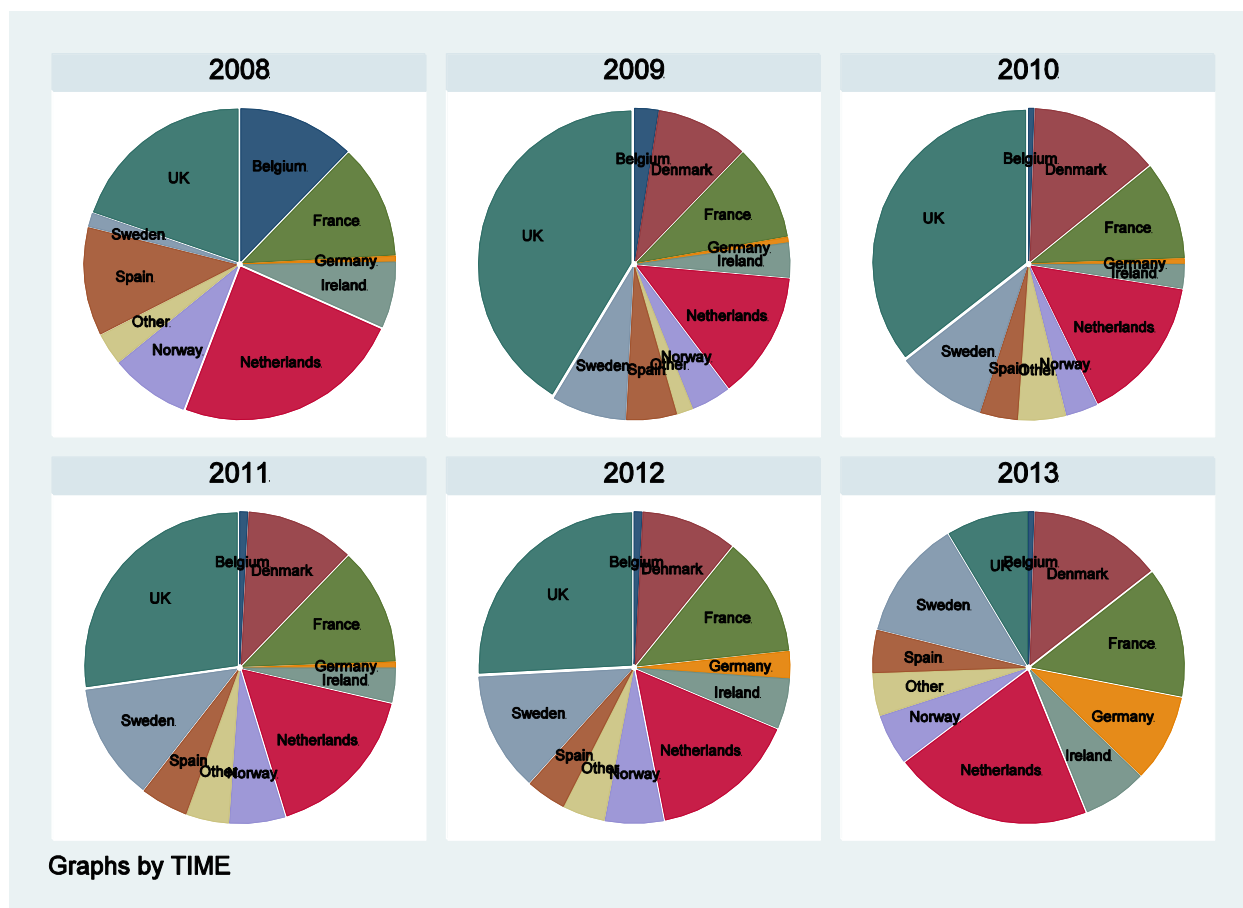 2008
2009
2010
UK
Belgium
France
Germany
Ireland
Netherlands
Norway
Other
Spain
Sweden
UK
Belgium
Denmark
France
Germany
Ireland
Netherlands
Norway
Other
Spain
Sweden
UK
Belgium
Denmark
France
Germany
Ireland
Netherlands
Norway
Other
Spain
Sweden
2011
2012
2013
UK
Belgium
Denmark
France
Germany
Ireland
Netherlands
Norway
Other
Spain
Sweden
UK
Belgium
Denmark
France
Germany
Ireland
Netherlands
Norway
Other
Spain
Sweden
UK
Belgium
Denmark
France
Germany
Ireland
Netherlands
Norway
Other
Spain
Sweden
Graphs by TIME